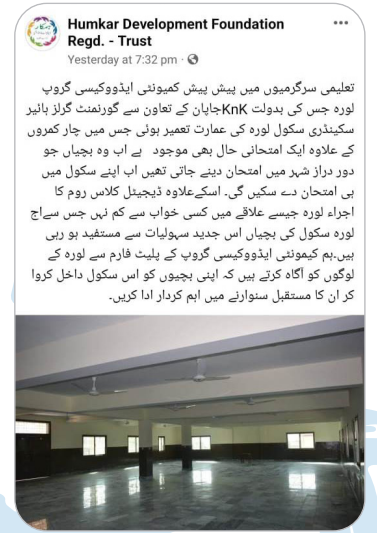 Humkar Development Foundation
Regd. - Trust
Yesterday at 7:32 pm ·
تعلیمی سرگرمیوں میں پیش پیش کمیونٹی ایڈووکیسی گروپ
لورہ جس کی بدولت KnKجاپان کے تعاون سے گورنمنٹ گرلز ہائیر
سکینڈری سکول لورہ کی عمارت تعمیر ہوئی جس میں چار کمروں
کے علاوہ ایک امتحانی حال بھی موجود ہے اب وہ بچیاں جو
دور دراز شہر میں امتحان دینے جاتی تھیں اب اپنے سکول میں
ہی امتحان دے سکیں گی۔ اسکےعلاوہ ڈیجیٹل کلاس روم کا
اجراء لورہ جیسے علاقے میں کسی خواب سے کم نہں جس سےاج
لورہ سکول کی بچیاں اس جدید سہولیات سے مستفید ہو رہی
ہیں.ہم کیمونٹی ایڈووکیسی گروپ کے پلیٹ فارم سے لورہ کے
لوگوں کو آگاہ کرتے ہیں کہ اپنی بچیوں کو اس سکول داخل کروا
کر ان کا مستقبل سنوارنے میں اہم کردار ادا کریں۔